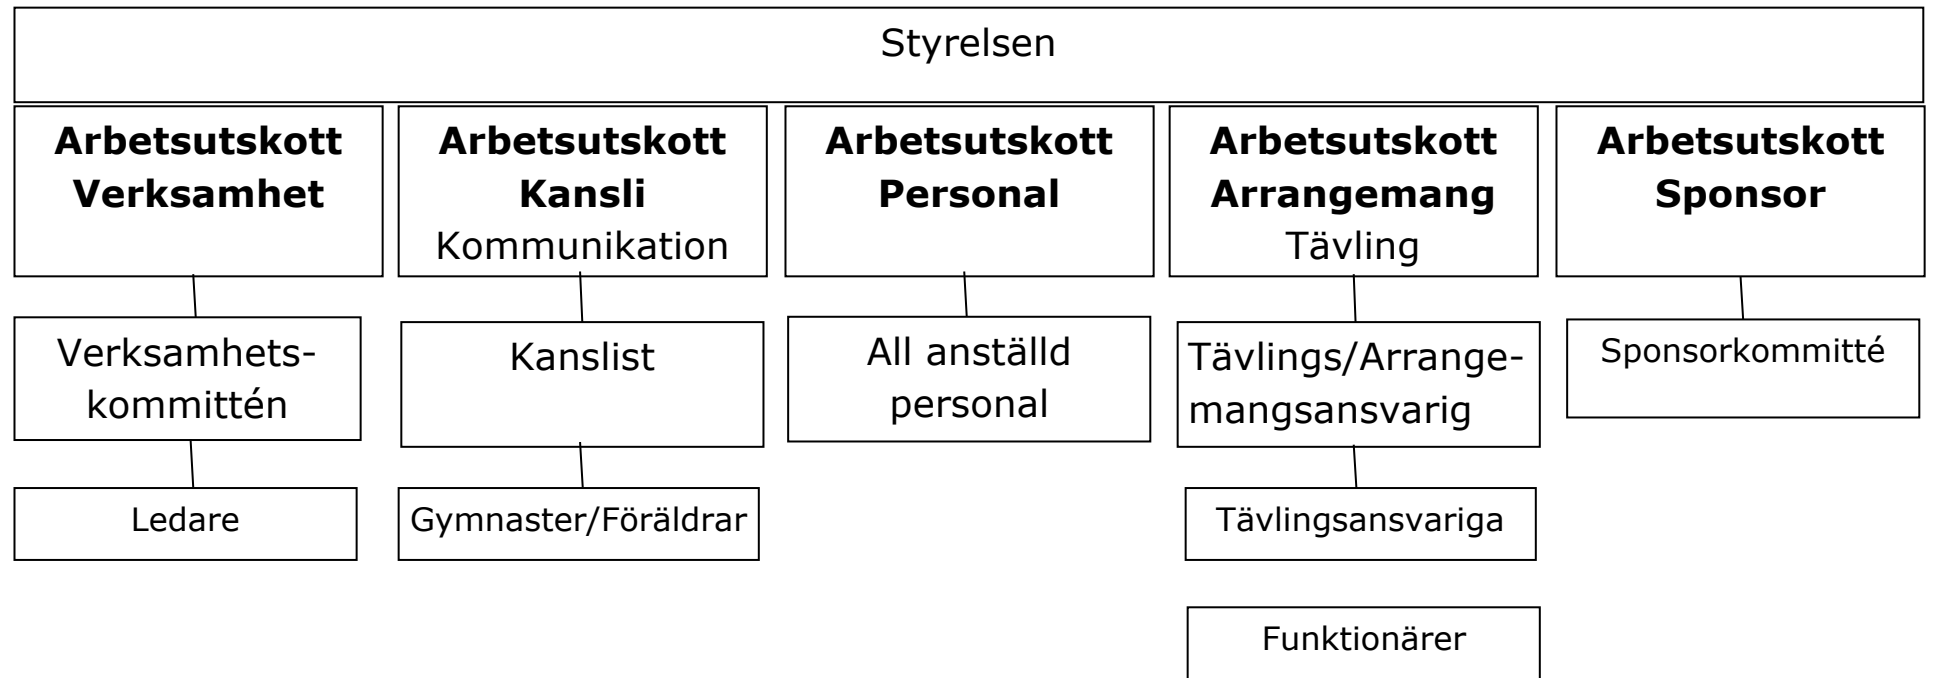 Styrelsen
Arbetsutskott
Verksamhet
Arbetsutskott
Kansli
Kommunikation
Arbetsutskott
Personal
Arbetsutskott
Arrangemang
Tävling
Arbetsutskott
Sponsor
Verksamhets-
kommittén
Kanslist
All anställd
personal
Tävlings/Arrange-
mangsansvarig
Sponsorkommitté
Ledare
Gymnaster/Föräldrar
Tävlingsansvariga
Funktionärer